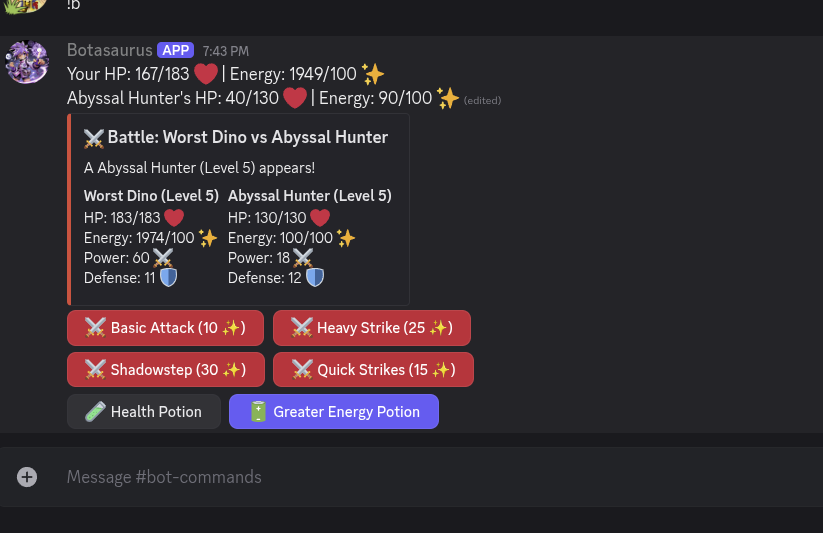 !b
Botasaurus APP 7:43 PM
Your HP: 167/183 ❤️ | Energy: 1949/100 ✨
Abyssal Hunter's HP: 40/130 ❤️ | Energy: 90/100 ✨ (edited)
⚔️ Battle: Worst Dino vs Abyssal Hunter
A Abyssal Hunter (Level 5) appears!
Worst Dino (Level 5) Abyssal Hunter (Level 5)
HP: 183/183 ❤️ HP: 130/130 ❤️
Energy: 1974/100 ✨ Energy: 100/100 ✨
Power: 60 ⚔️ Power: 18 ⚔️
Defense: 11 🛡️ Defense: 12 🛡️
⚔️ Basic Attack (10 ✨) ⚔️ Heavy Strike (25 ✨)
⚔️ Shadowstep (30 ✨) ⚔️ Quick Strikes (15 ✨)
🧪 Health Potion 🔋 Greater Energy Potion
Message #bot-commands